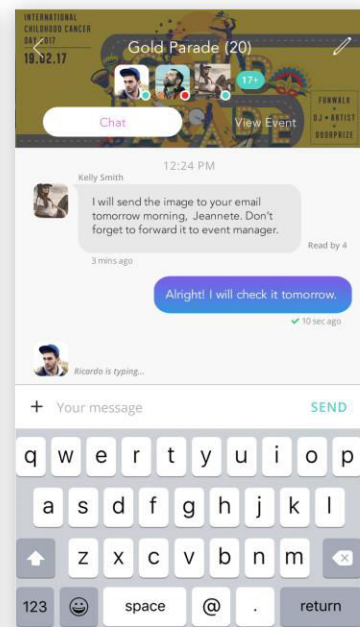 INTERNATIONAL
CHILDHOOD CANCER
DAY 2017
19.02.17
Gold Parade (20)
17+
FUNWALK
DJ • ARTIST
DOORPRIZE
Chat
View Event
12:24 PM
Kelly Smith
I will send the image to your email
tomorrow morning, Jeannete. Don't
forget to forward it to event manager.
Read by 4
3 mins ago
Alright! I will check it tomorrow.
10 sec ago
Ricardo is typing...
+ Your message SEND
q w e r t y u i o p
a s d f g h j k l
z x c v b n m
123 space @ . return